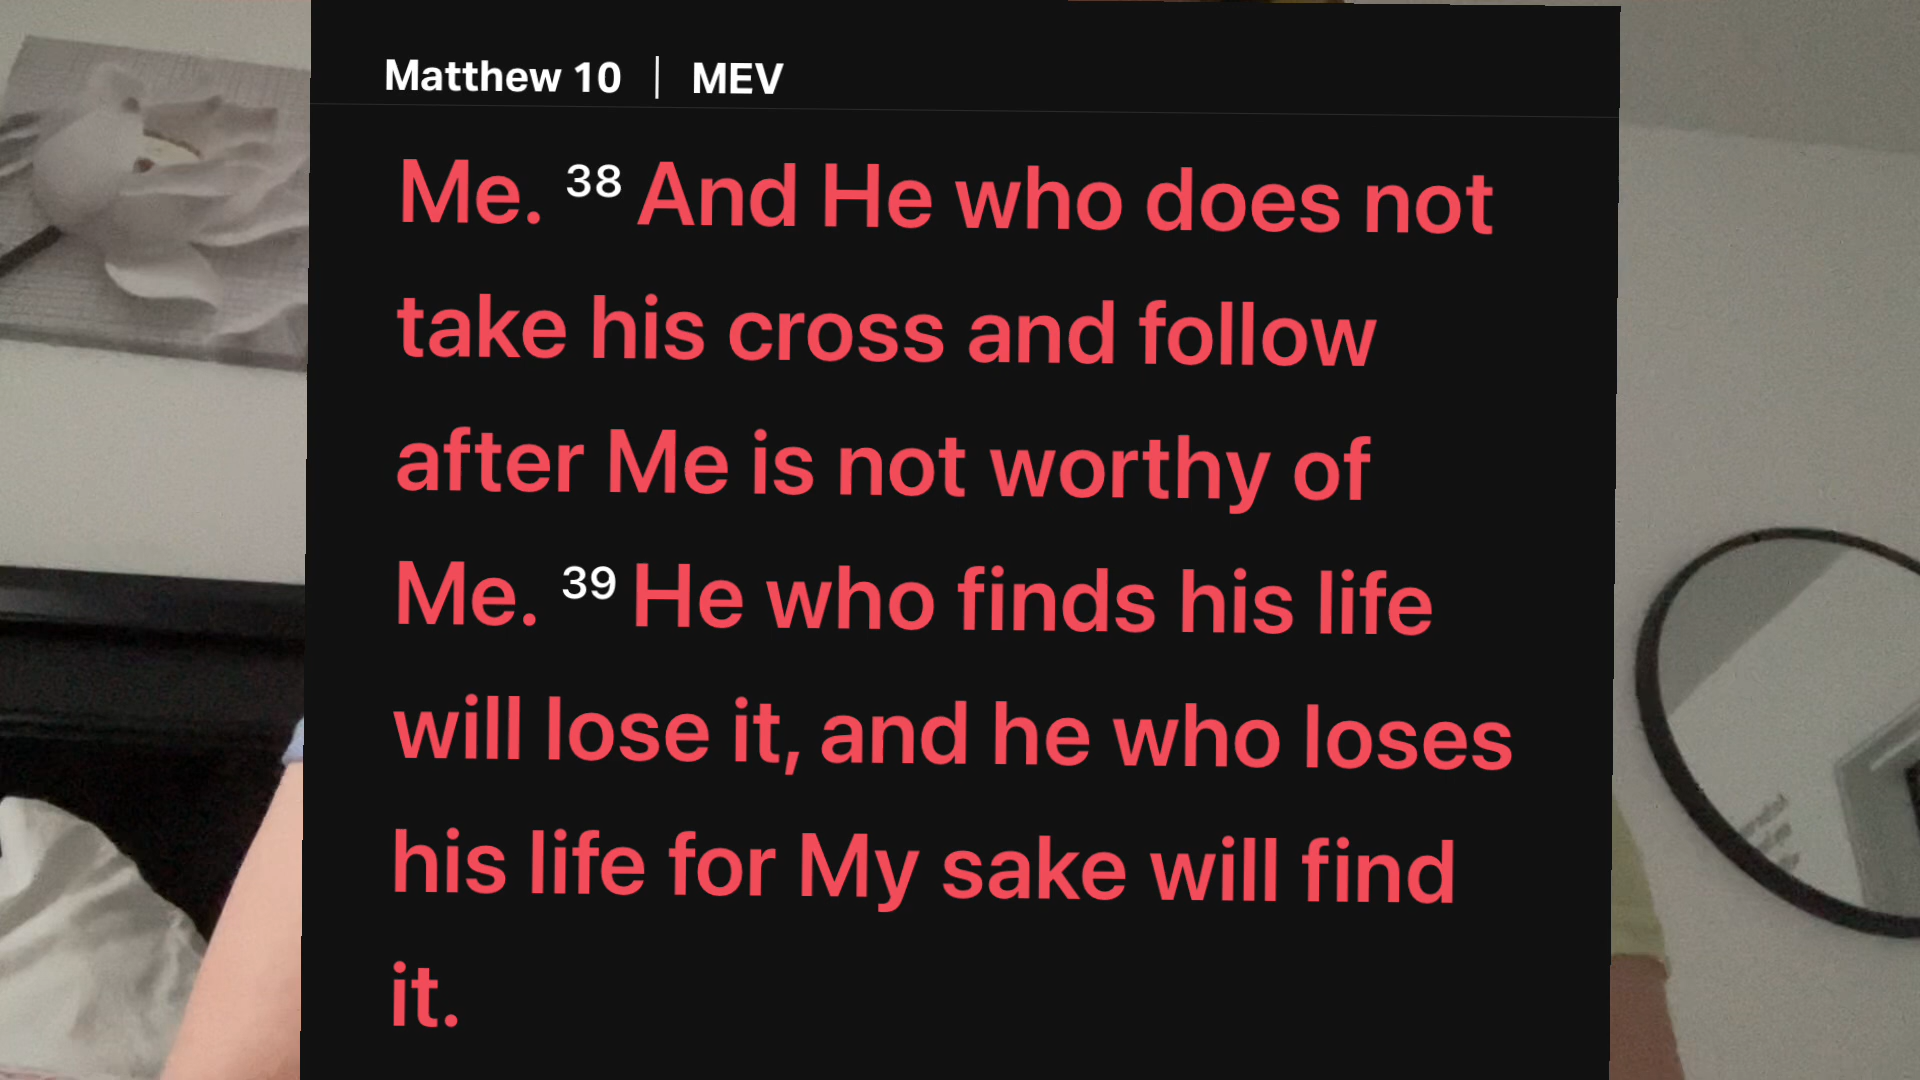 Matthew 10 | MEV
Me. 38 And He who does not
take his cross and follow
after Me is not worthy of
Me. 39 He who finds his life
will lose it, and he who loses
his life for My sake will find
it.